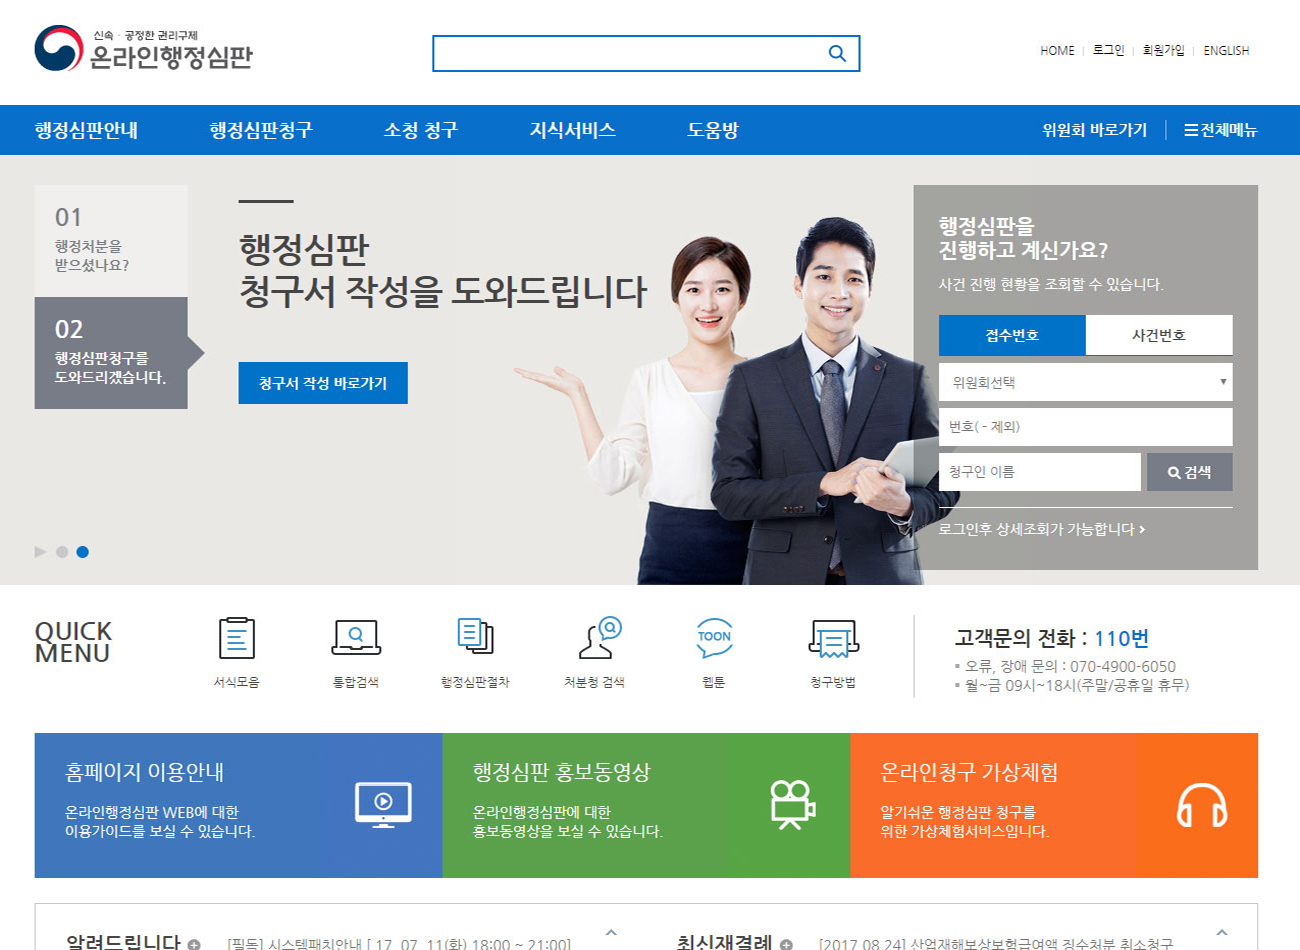 신속 · 공정한 권리구제
온라인행정심판
HOME 로그인 회원가입 ENGLISH
행정심판안내 행정심판청구 소청 청구 지식서비스 도움방 위원회 바로가기 전체메뉴
01
행정처분을
받으셨나요?
02
행정심판청구를
도와드리겠습니다.
행정심판
청구서 작성을 도와드립니다
청구서 작성 바로가기
행정심판을
진행하고 계신가요?
사건 진행 현황을 조회할 수 있습니다.
접수번호 사건번호
위원회선택
번호( - 제외)
청구인 이름 검색
로그인후 상세조회가 가능합니다
QUICK
MENU
서식모음 통합검색 행정심판절차 처분청 검색 TOON 웹툰 청구방법
고객문의 전화 : 110번
오류, 장애 문의 : 070-4900-6050
월~금 09시~18시(주말/공휴일 휴무)
홈페이지 이용안내
온라인행정심판 WEB에 대한
이용가이드를 보실 수 있습니다.
행정심판 홍보동영상
온라인행정심판에 대한
홍보동영상을 보실 수 있습니다.
온라인청구 가상체험
알기쉬운 행정심판 청구를
위한 가상체험서비스입니다.
알려드립니다 [필독] 시스템패치안내 [ 17. 07. 11(화) 18:00 ~ 21:00]
최신재결례 [2017.08.24] 산업재해보상보험급여액 징수처분 취소청구